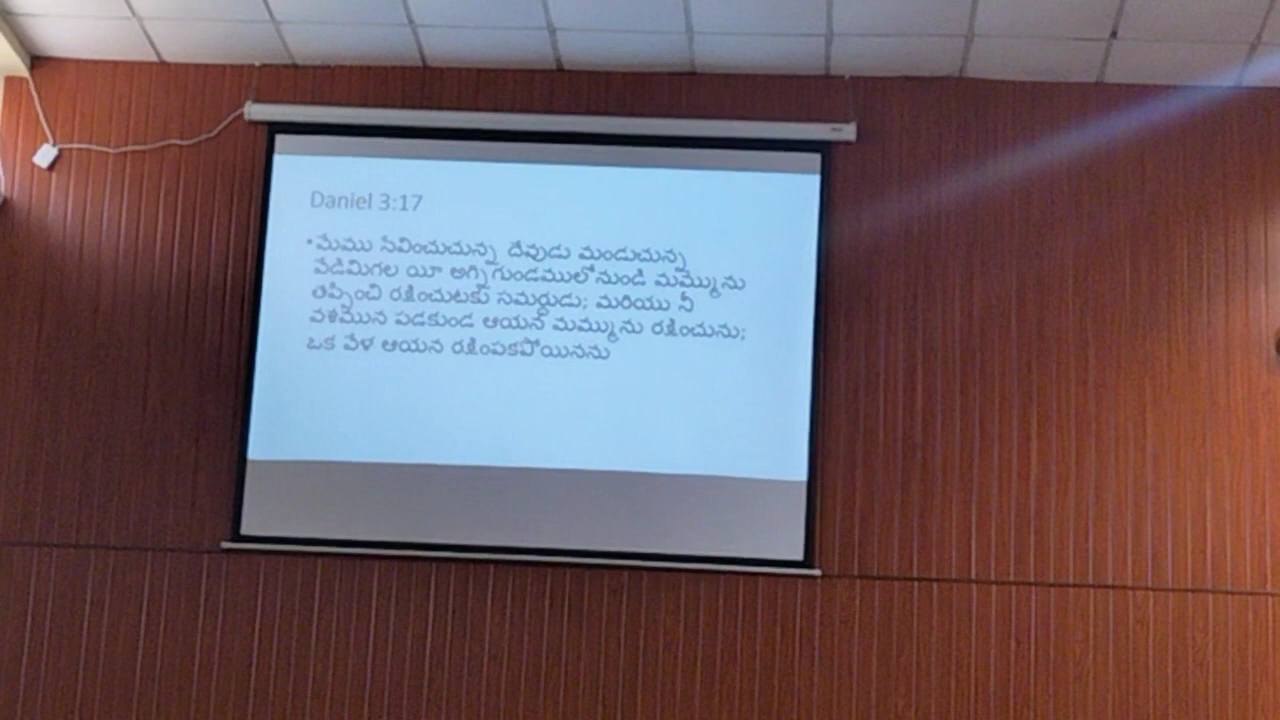 Daniel 3:17
•మేము సేవించుచున్న దేవుడు మండుచున్న
వేడిమిగల యీ అగ్నిగుండములోనుండి మమ్మును
తప్పించి రక్షించుటకు సమర్థుడు; మరియు నీ
వశమున పడకుండ ఆయన మమ్మును రక్షించును;
ఒక వేళ ఆయన రక్షింపకపోయినను